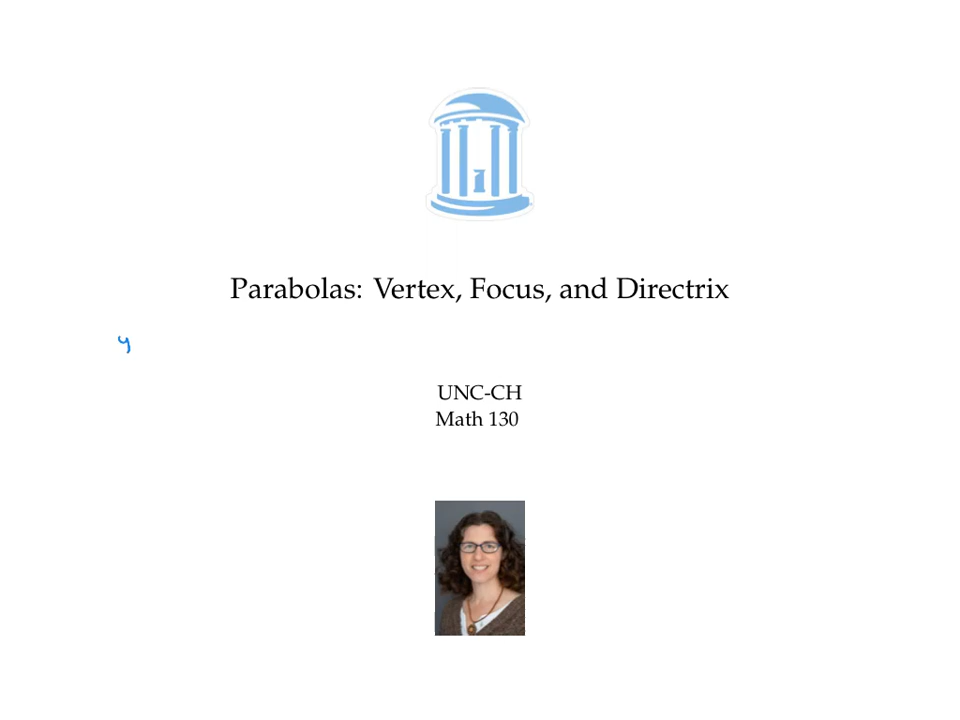 Parabolas: Vertex, Focus, and Directrix
y
UNC-CH
Math 130